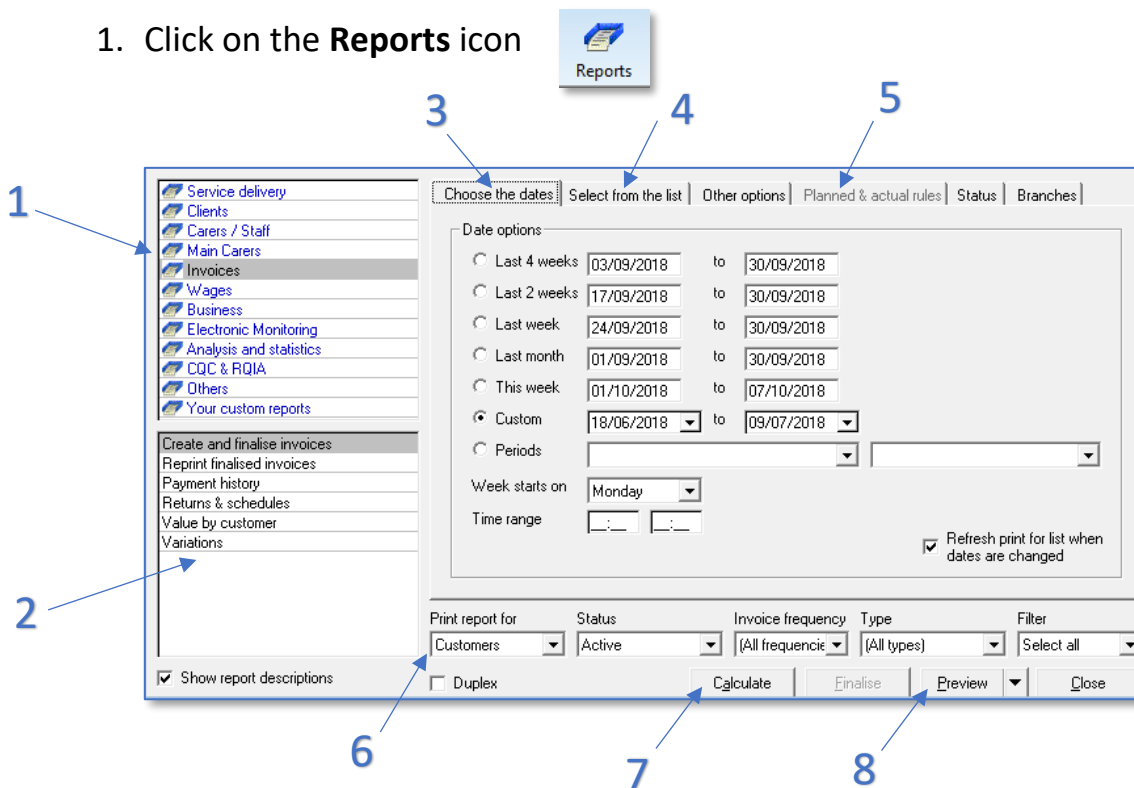 1. Click on the Reports icon
Reports
3
4
5
1
Service delivery
Clients
Carers / Staff
Main Carers
Invoices
Wages
Business
Electronic Monitoring
Analysis and statistics
CQC & RQIA
Others
Your custom reports
Create and finalise invoices
Reprint finalised invoices
Payment history
Returns & schedules
Value by customer
Variations
2
Show report descriptions
Choose the dates Select from the list Other options Planned & actual rules Status Branches
Date options
Last 4 weeks 03/09/2018 to 30/09/2018
Last 2 weeks 17/09/2018 to 30/09/2018
Last week 24/09/2018 to 30/09/2018
Last month 01/09/2018 to 30/09/2018
This week 01/10/2018 to 07/10/2018
Custom 18/06/2018 to 09/07/2018
Periods
Week starts on Monday
Time range __:__ __:__
Refresh print for list when
dates are changed
Print report for Status Invoice frequency Type Filter
Customers Active (All frequencie (All types) Select all
Duplex Calculate Finalise Preview Close
6
7
8